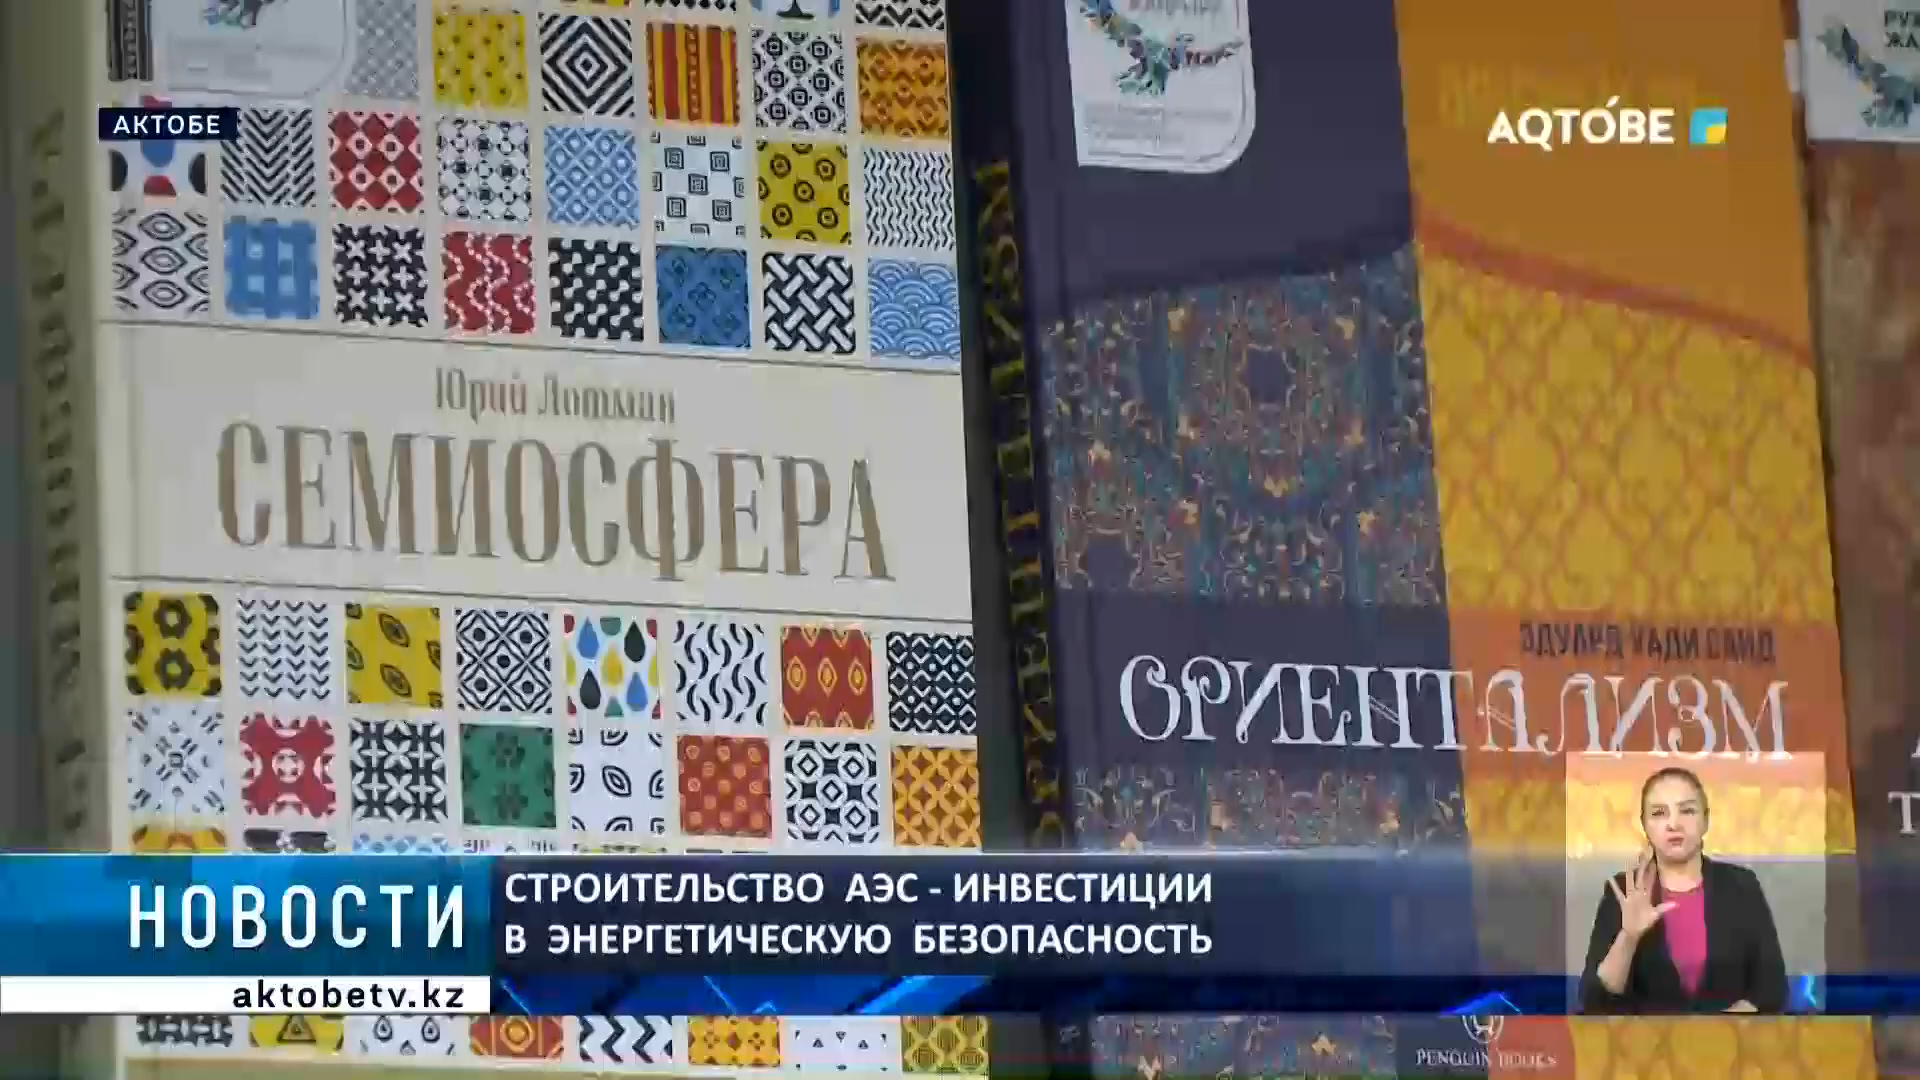 АКТОБЕ
AQTÓBE
Юрий Лотман
СЕМИОСФЕРА
ЭДУАРД ВАДИ САИД
ОРИЕНТАЛИЗМ
НОВОСТИ
СТРОИТЕЛЬСТВО АЭС - ИНВЕСТИЦИИ
В ЭНЕРГЕТИЧЕСКУЮ БЕЗОПАСНОСТЬ
aktobetv.kz
PENGUIN BOOKS